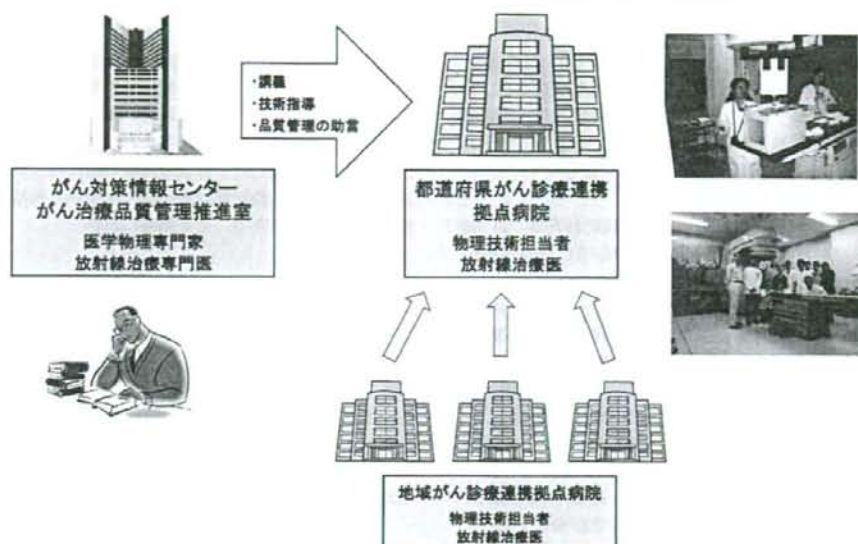 ・講義
・技術指導
・品質管理の助言
がん対策情報センター
がん治療品質管理推進室
医学物理専門家
放射線治療専門医
都道府県がん診療連携
拠点病院
物理技術担当者
放射線治療医
地域がん診療連携拠点病院
物理技術担当者
放射線治療医